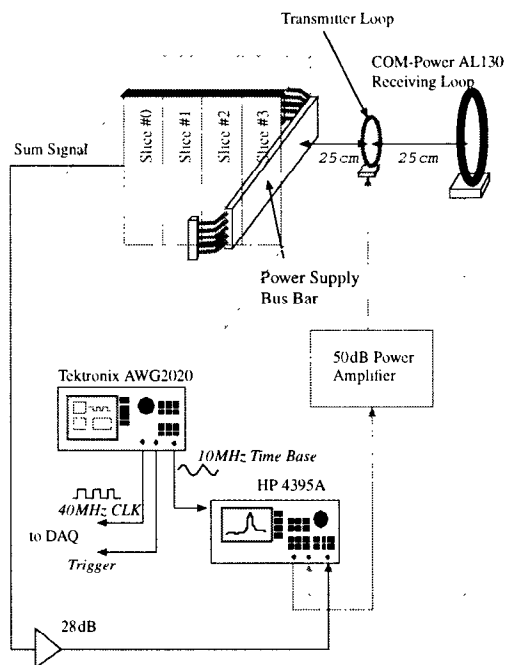 Transmitter Loop
COM-Power AL130
Receiving Loop
Slice #0
Slice #1
Slice #2
Slice #3
Sum Signal
25 cm
25 cm
Power Supply
Bus Bar
50dB Power
Amplifier
Tektronix AWG2020
10MHz Time Base
HP 4395A
40MHz CLK
to DAQ
Trigger
28dB